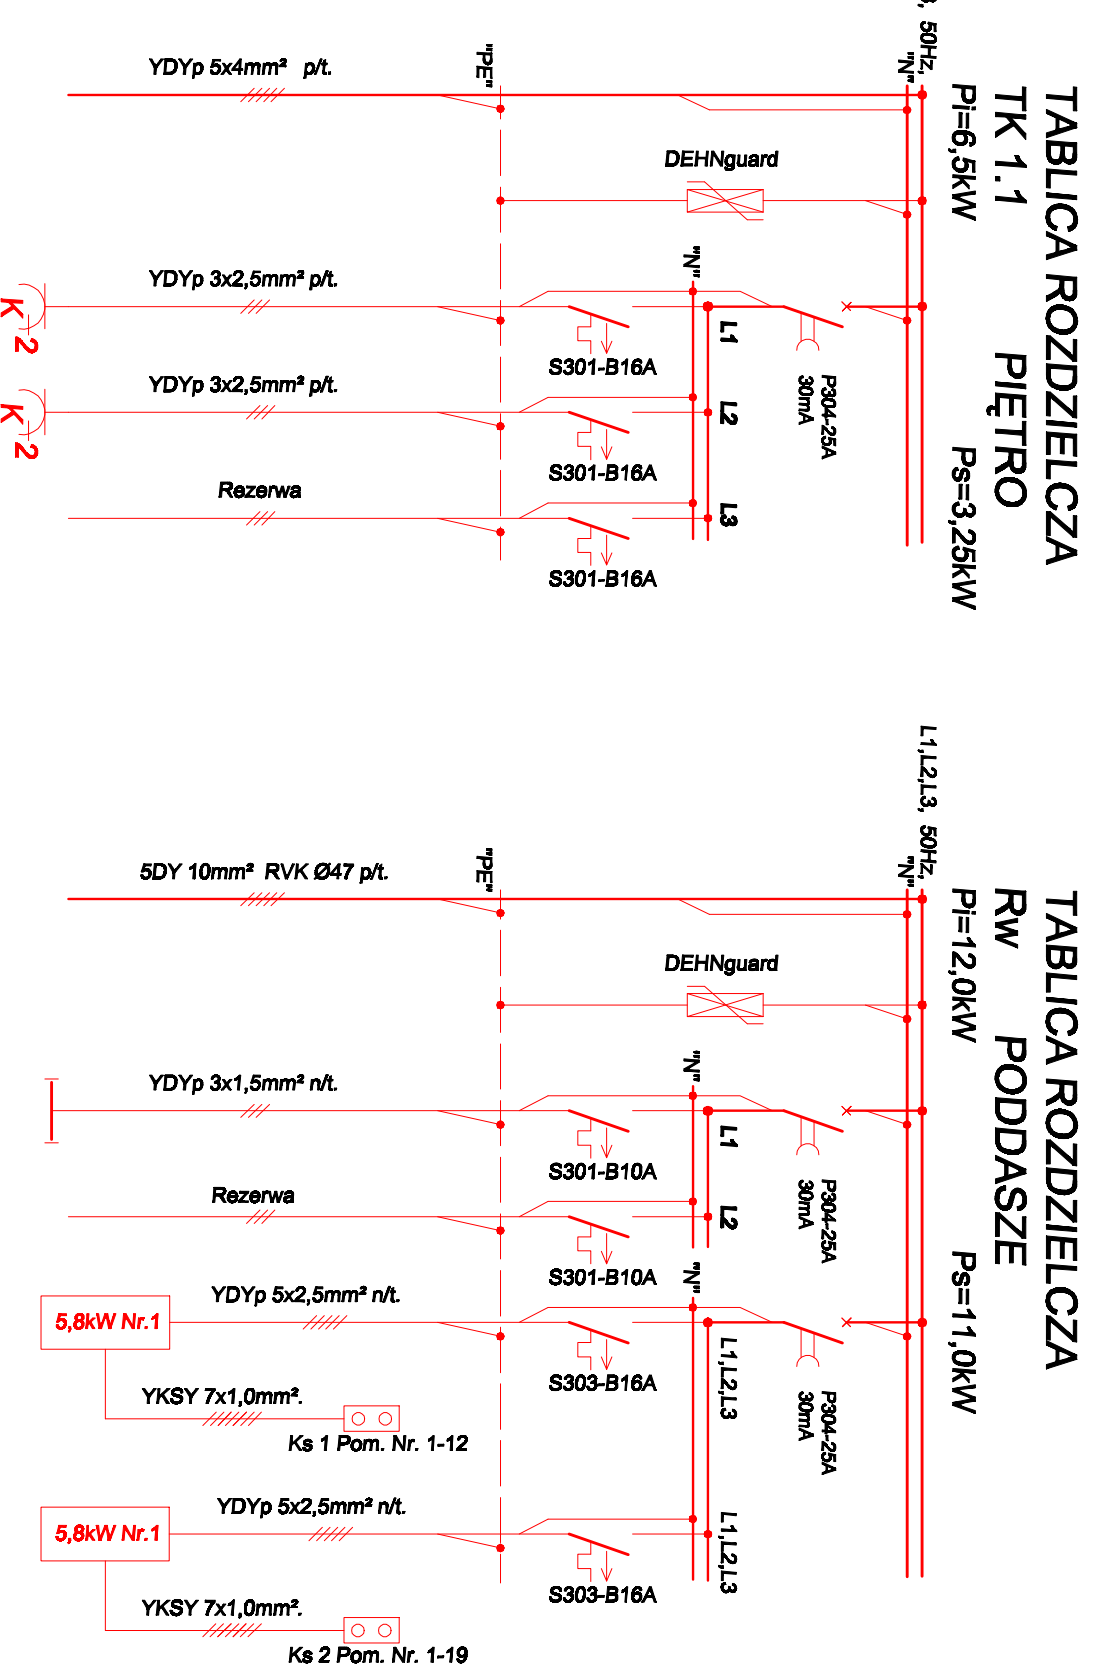 TABLICA ROZDZIELCZA
TK 1.1 PIĘTRO
Pi=6,5kW Ps=3,25kW
50Hz,
"N"
"PE"
YDYp 5x4mm² p/t.
DEHNguard
"N"
YDYp 3x2,5mm² p/t.
L1
S301-B16A
P304-25A
30mA
K 2
YDYp 3x2,5mm² p/t.
L2
S301-B16A
K 2
Rezerwa
L3
S301-B16A
TABLICA ROZDZIELCZA
Rw PODDASZE
Pi=12,0kW Ps=11,0kW
L1,L2,L3, 50Hz,
"N"
"PE"
5DY 10mm² RVK Ø47 p/t.
DEHNguard
"N"
YDYp 3x1,5mm² n/t.
L1
S301-B10A
P304-25A
30mA
Rezerwa
L2
S301-B10A
"N"
YDYp 5x2,5mm² n/t.
5,8kW Nr.1
L1,L2,L3
S303-B16A
P304-25A
30mA
YKSY 7x1,0mm².
Ks 1 Pom. Nr. 1-12
YDYp 5x2,5mm² n/t.
5,8kW Nr.1
L1,L2,L3
S303-B16A
YKSY 7x1,0mm².
Ks 2 Pom. Nr. 1-19